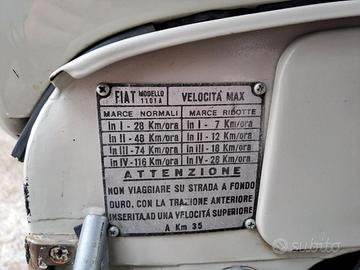 FIAT MODELLO 1101A VELOCITÁ MAX
MARCE NORMALI MARCE RIDOTTE
In I - 28 Km/ora In I - 7 Km/ora
In II - 48 Km/ora In II - 12 Km/ora
In III - 74 Km/ora In III - 18 Km/ora
In IV - 116 Km/ora In IV - 28 Km/ora
ATTENZIONE
NON VIAGGIARE SU STRADA A FONDO
DURO, CON LA TRAZIONE ANTERIORE
INSERITA, AD UNA VELOCITÁ SUPERIORE
A Km 35
subito